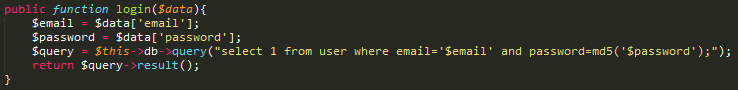 public function login($data){
    $email = $data['email'];
    $password = $data['password'];
    $query = $this->db->query("select 1 from user where email='$email' and password=md5('$password');");
    return $query->result();
}